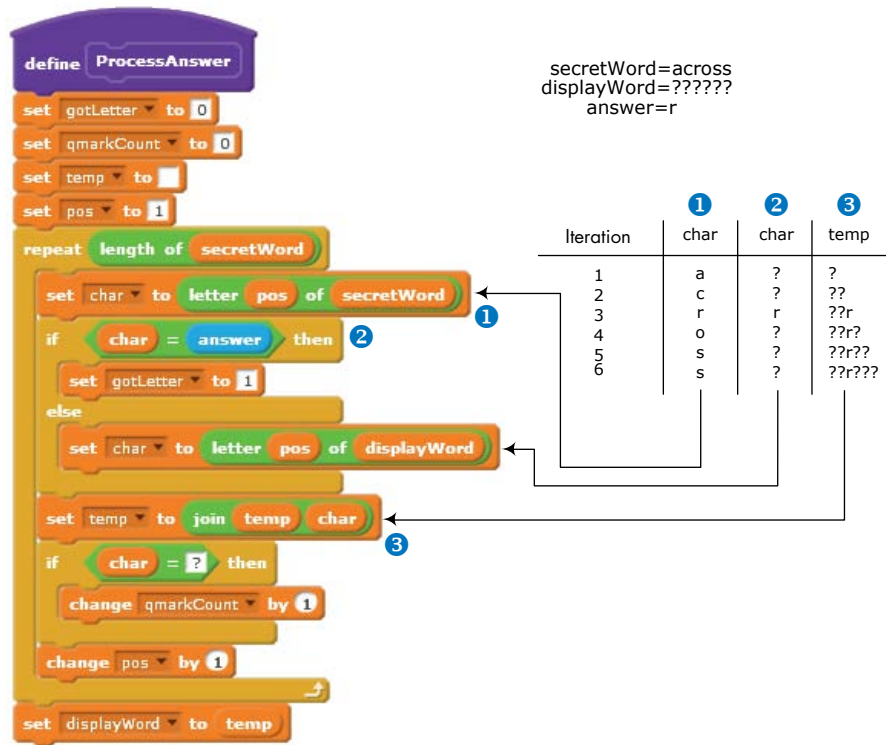 define ProcessAnswer
set gotLetter to 0
set qmarkCount to 0
set temp to
set pos to 1
repeat length of secretWord
set char to letter pos of secretWord
1
if char = answer then 2
set gotLetter to 1
else
set char to letter pos of displayWord
set temp to join temp char
3
if char = ? then
change qmarkCount by 1
change pos by 1
set displayWord to temp
secretWord=across
displayWord=??????
answer=r
1 2 3
Iteration char char temp
1 a ? ?
2 c ? ??
3 r r ??r
4 o ? ??r?
5 s ? ??r??
6 s ? ??r???